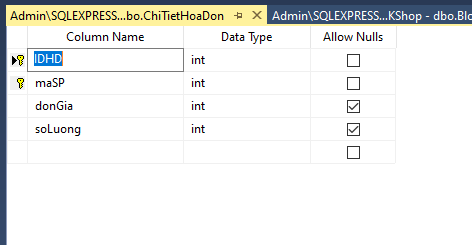 Admin\SQLEXPRESS...bo.ChiTietHoaDon
Admin\SQLEXPRESS...KShop - dbo.Blo
Column Name Data Type Allow Nulls
IDHD int
maSP int
donGia int
soLuong int